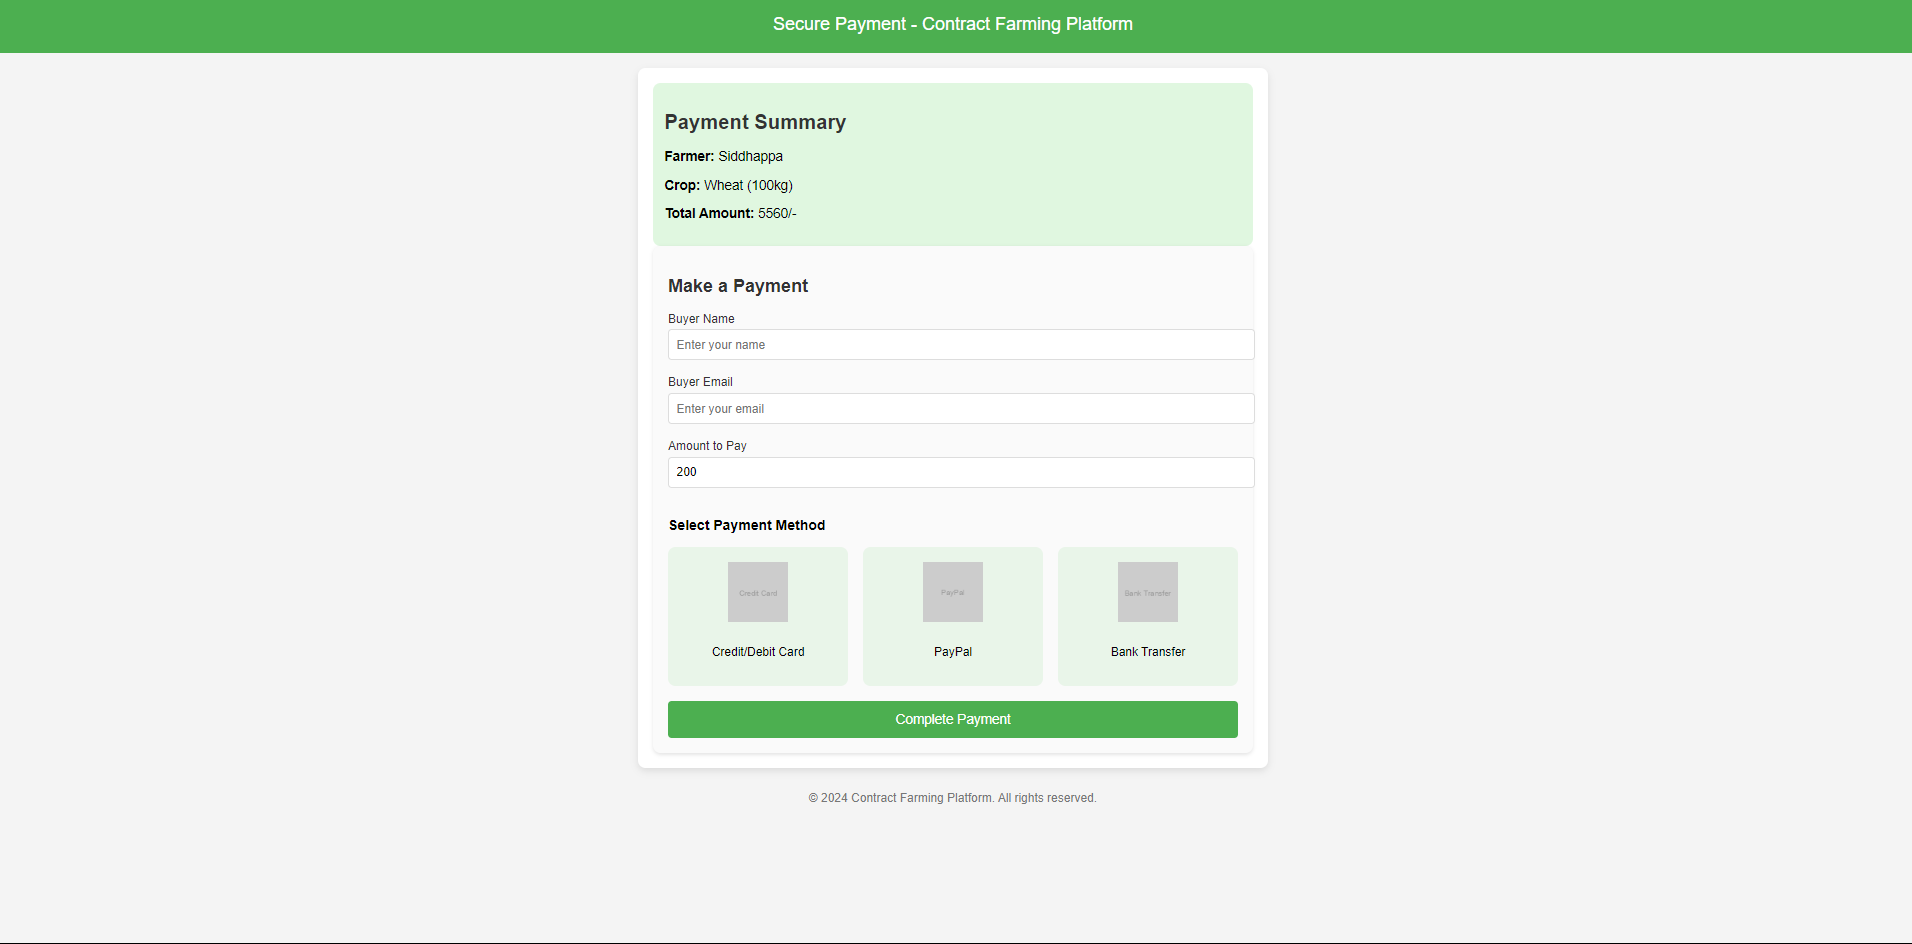 Secure Payment - Contract Farming Platform
Payment Summary
Farmer: Siddhappa
Crop: Wheat (100kg)
Total Amount: 5560/-
Make a Payment
Buyer Name
Enter your name
Buyer Email
Enter your email
Amount to Pay
200
Select Payment Method
Credit Card
PayPal
Bank Transfer
Credit/Debit Card
PayPal
Bank Transfer
Complete Payment
© 2024 Contract Farming Platform. All rights reserved.